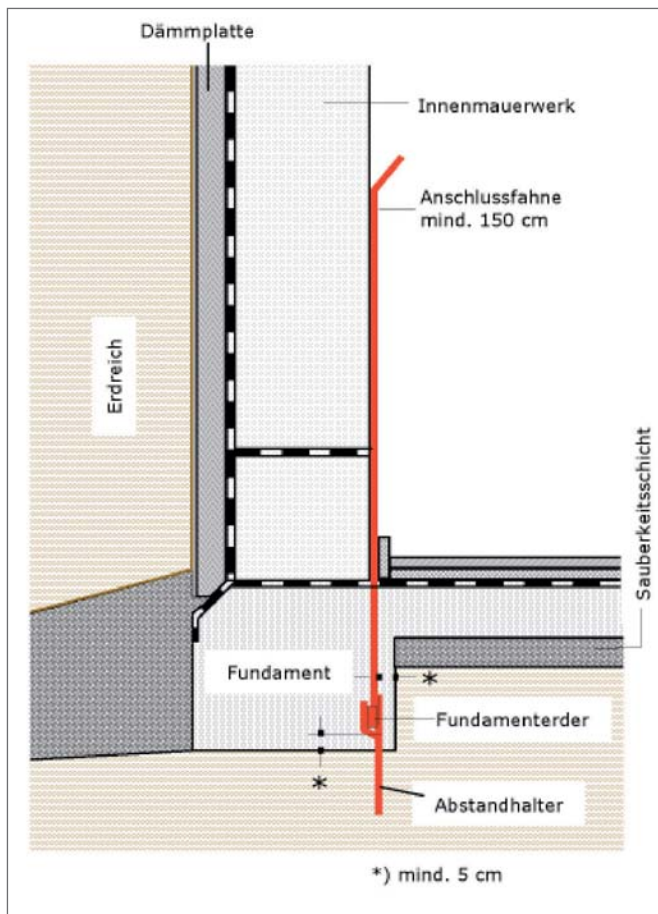 Dämmplatte
Innenmauerwerk
Anschlussfahne
mind. 150 cm
Erdreich
Sauberkeitsschicht
Fundament
*
Fundamenterder
*
Abstandhalter
*) mind. 5 cm